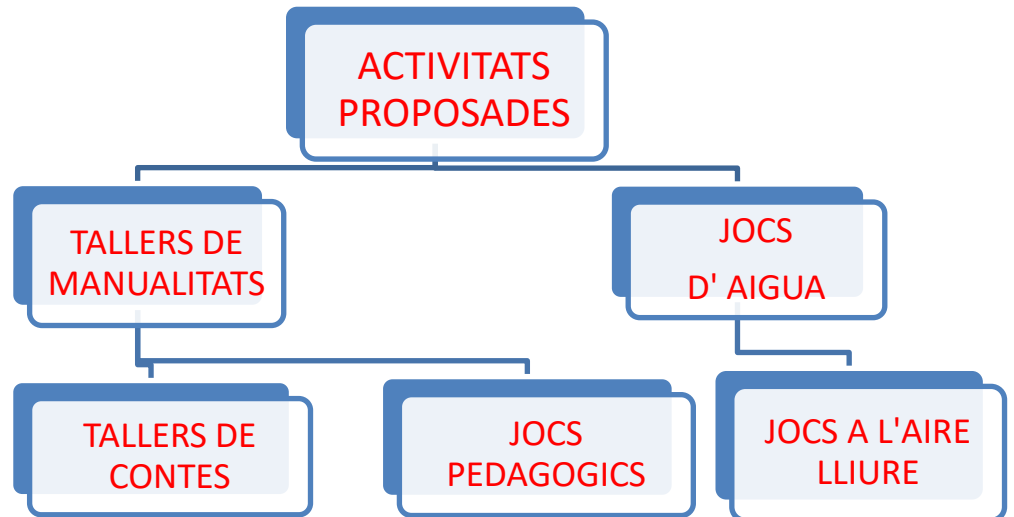 ACTIVITATS
PROPOSADES
TALLERS DE
MANUALITATS
JOCS
D' AIGUA
TALLERS DE
CONTES
JOCS
PEDAGOGICS
JOCS A L'AIRE
LLIURE